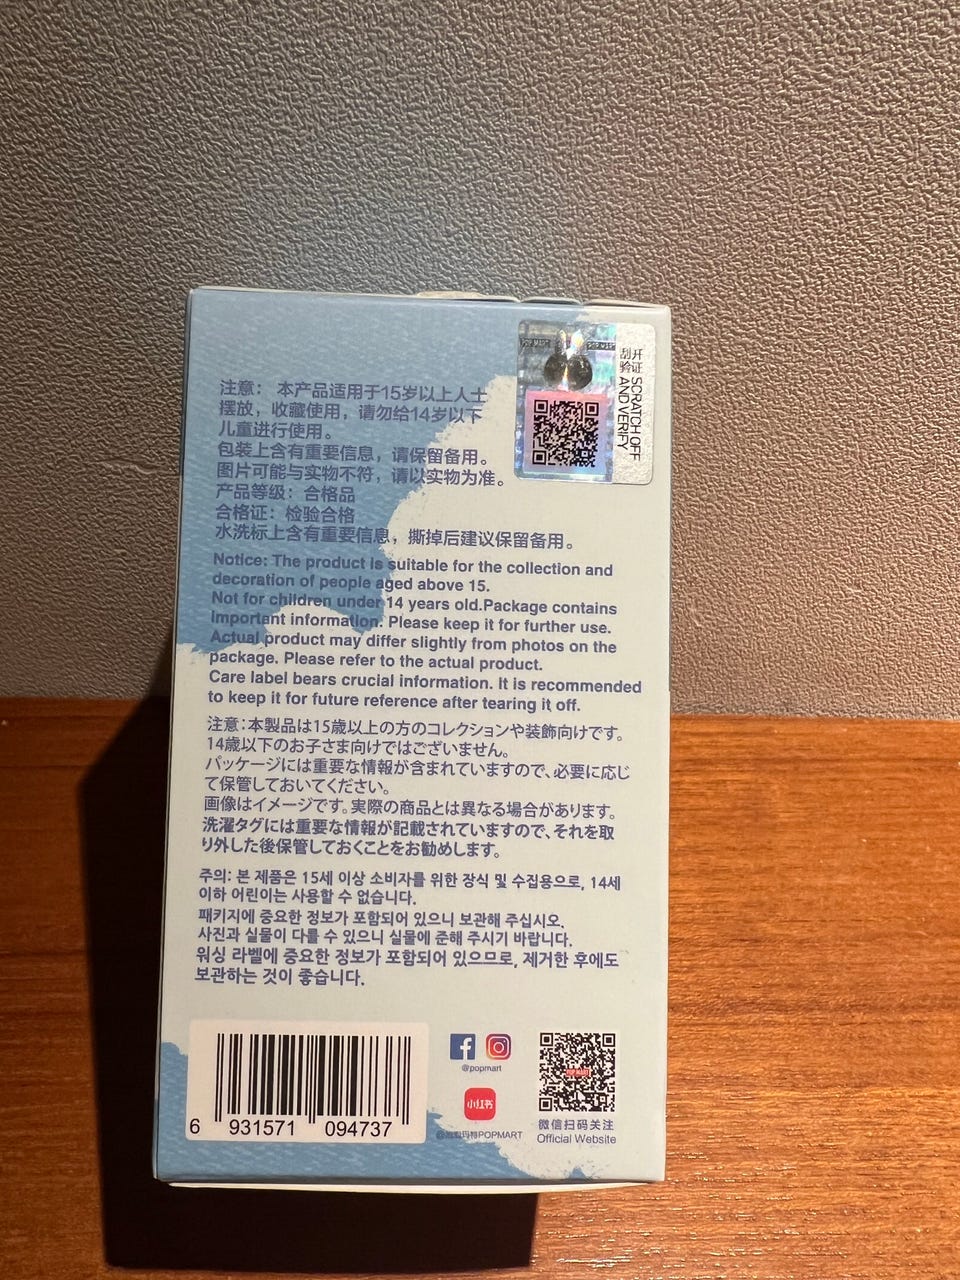 POP MART
POP MART
刮开
验证 SCRATCH OFF
AND VERIFY
注意： 本产品适用于15岁以上人士
摆放，收藏使用，请勿给14岁以下
儿童进行使用。
包装上含有重要信息，请保留备用。
图片可能与实物不符，请以实物为准。
产品等级：合格品
合格证：检验合格
水洗标上含有重要信息，撕掉后建议保留备用。
Notice: The product is suitable for the collection and
decoration of people aged above 15.
Not for children under 14 years old.Package contains
important information. Please keep it for further use.
Actual product may differ slightly from photos on the
package. Please refer to the actual product.
Care label bears crucial information. It is recommended
to keep it for future reference after tearing it off.
注意：本製品は15歳以上の方のコレクションや装飾向けです。
14歳以下のお子さま向けではございません。
パッケージには重要な情報が含まれていますので、必要に応じ
て保管しておいてください。
画像はイメージです。実際の商品とは異なる場合があります。
洗濯タグには重要な情報が記載されていますので、それを取
り外した後保管しておくことをお勧めします。
주의: 본 제품은 15세 이상 소비자를 위한 장식 및 수집용으로, 14세
이하 어린이는 사용할 수 없습니다.
패키지에 중요한 정보가 포함되어 있으니 보관해 주십시오.
사진과 실물이 다를 수 있으니 실물에 준해 주시기 바랍니다.
워싱 라벨에 중요한 정보가 포함되어 있으므로, 제거한 후에도
보관하는 것이 좋습니다.
6 931571 094737
@popmart
小红书
@泡泡玛特POPMART
POP MART
微信扫码关注
Official Website